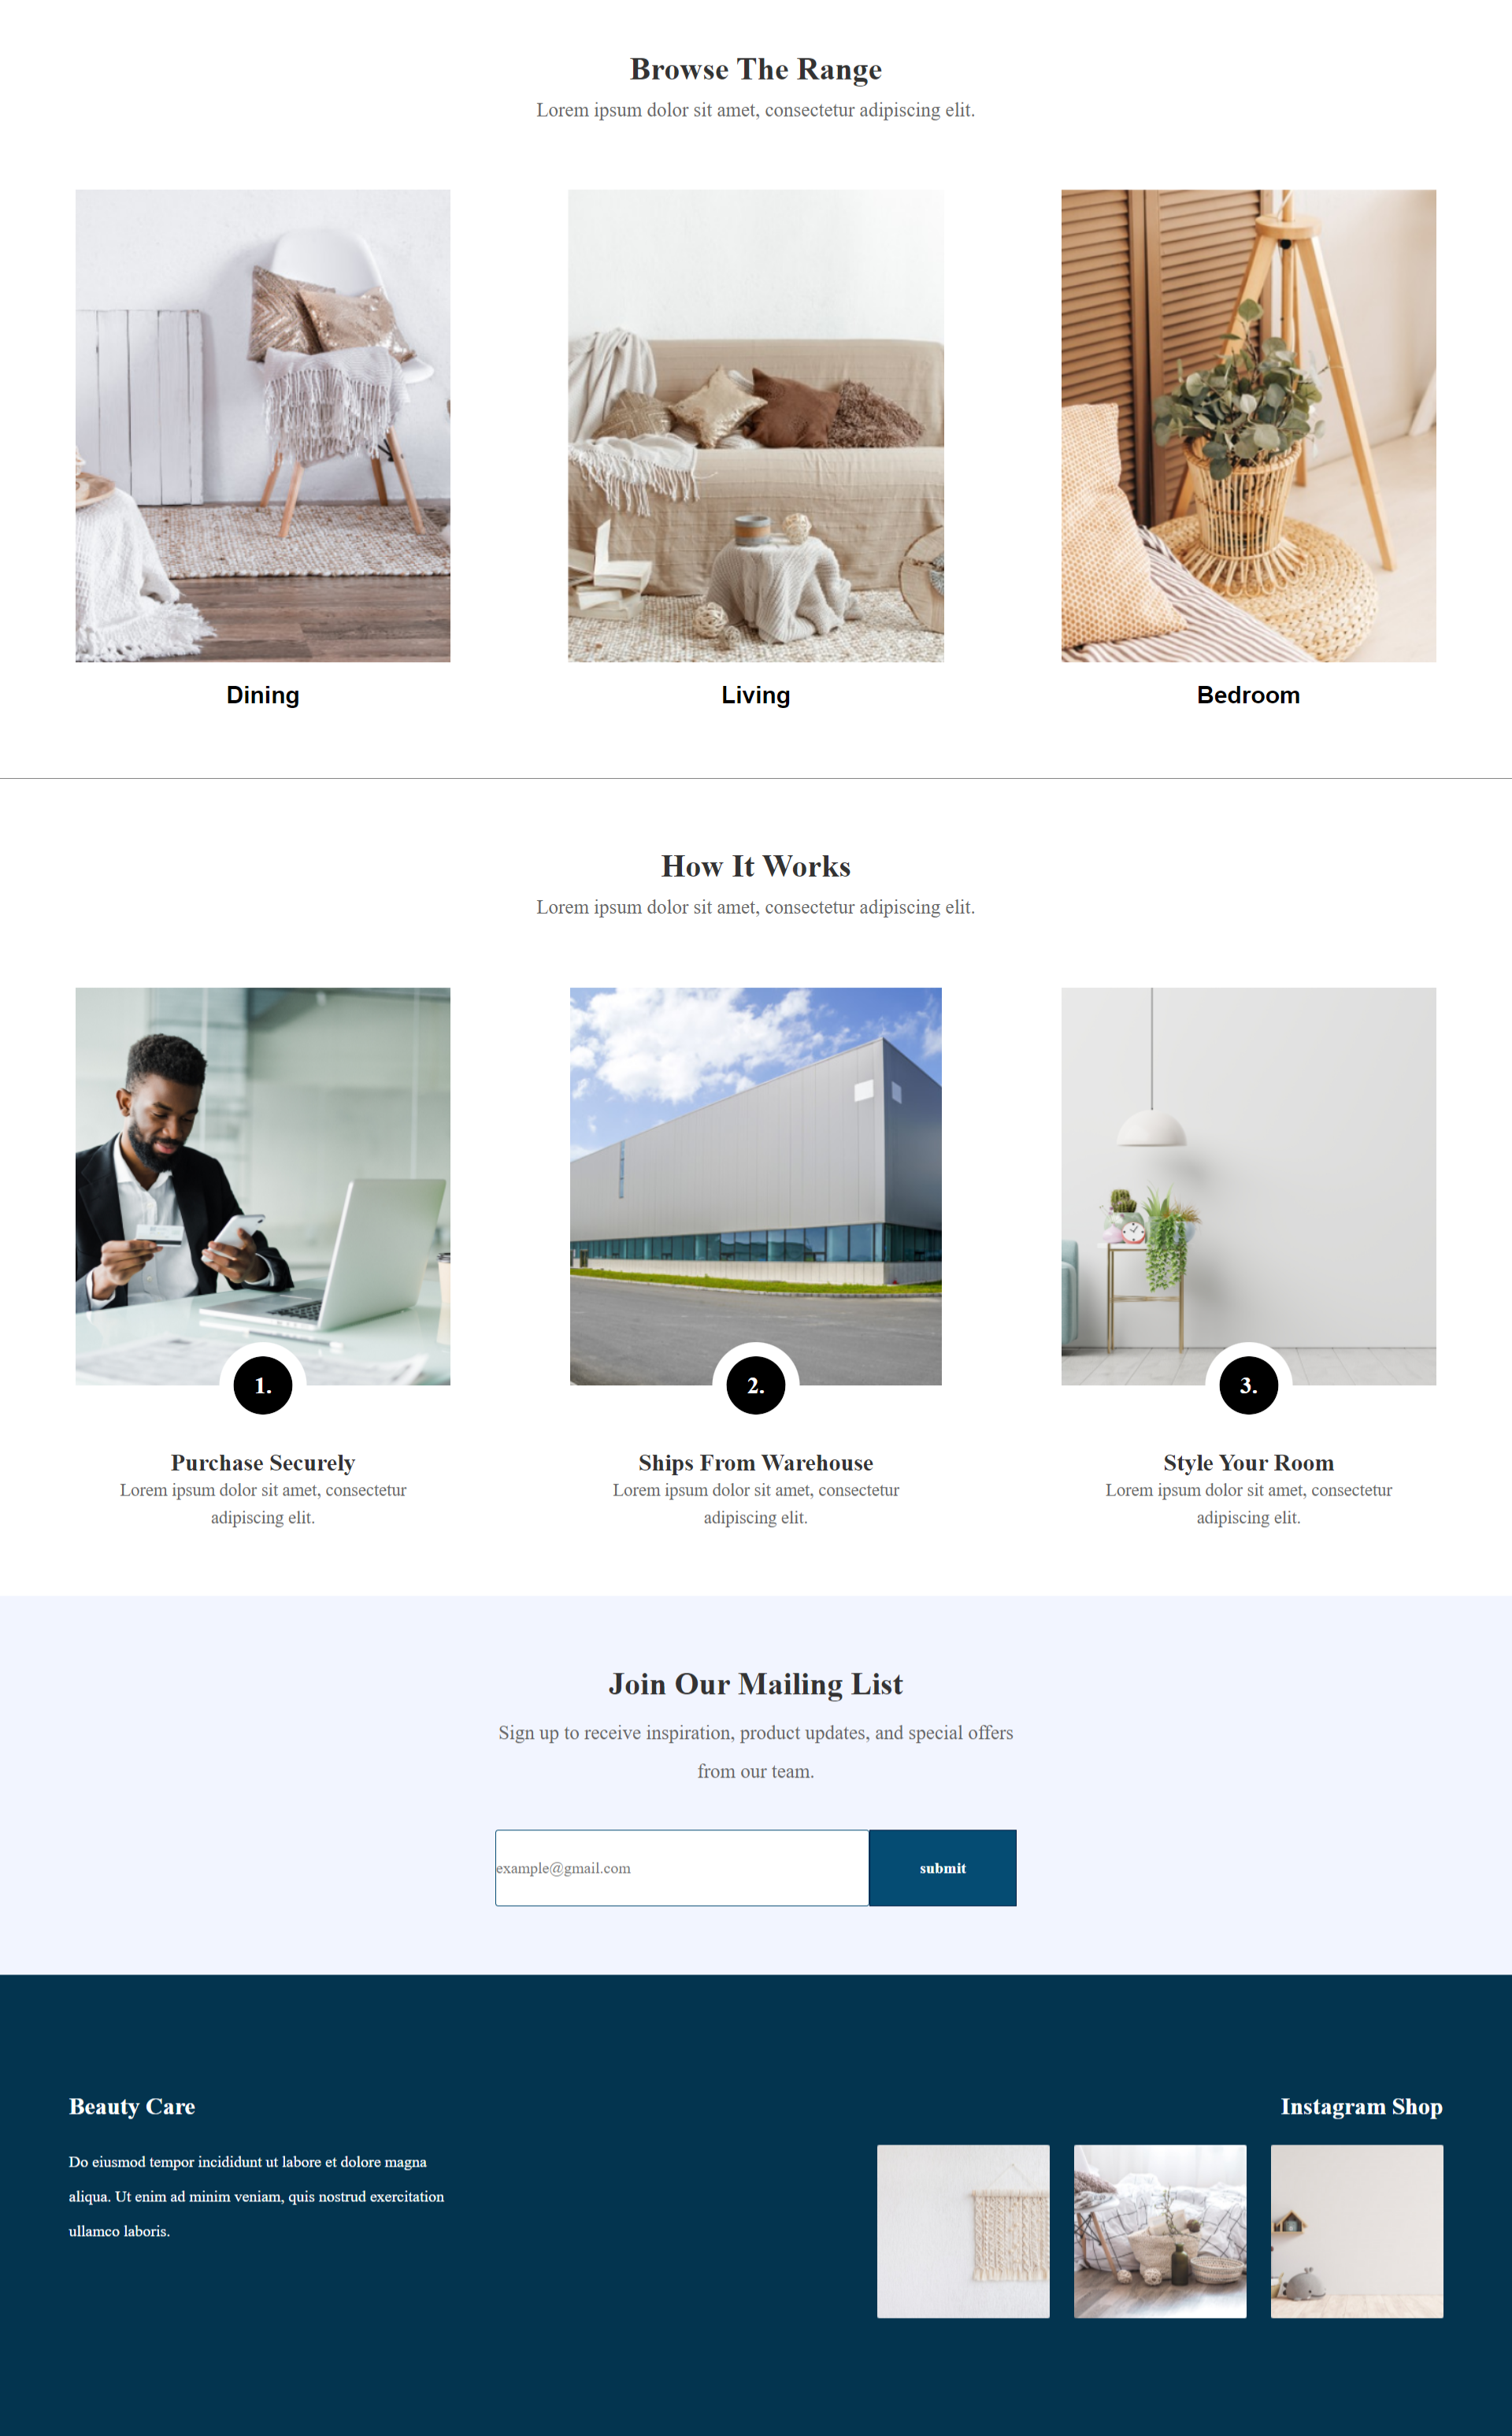 Browse The Range
Lorem ipsum dolor sit amet, consectetur adipiscing elit.
Dining
Living
Bedroom
How It Works
Lorem ipsum dolor sit amet, consectetur adipiscing elit.
1.
2.
3.
Purchase Securely
Lorem ipsum dolor sit amet, consectetur
adipiscing elit.
Ships From Warehouse
Lorem ipsum dolor sit amet, consectetur
adipiscing elit.
Style Your Room
Lorem ipsum dolor sit amet, consectetur
adipiscing elit.
Join Our Mailing List
Sign up to receive inspiration, product updates, and special offers
from our team.
example@gmail.com
submit
Beauty Care
Do eiusmod tempor incididunt ut labore et dolore magna
aliqua. Ut enim ad minim veniam, quis nostrud exercitation
ullamco laboris.
Instagram Shop